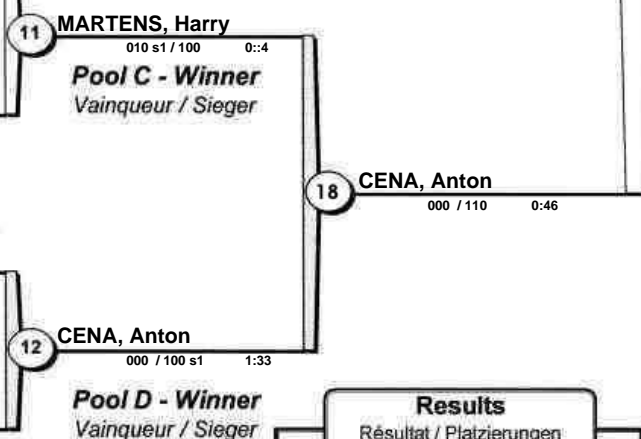 11
MARTENS, Harry
010 s1 / 100 0::4
Pool C - Winner
Vainqueur / Sieger
18
CENA, Anton
000 / 110 0:46
12
CENA, Anton
000 / 100 s1 1:33
Pool D - Winner
Vainqueur / Sieger
Results
Résultat / Platzierungen